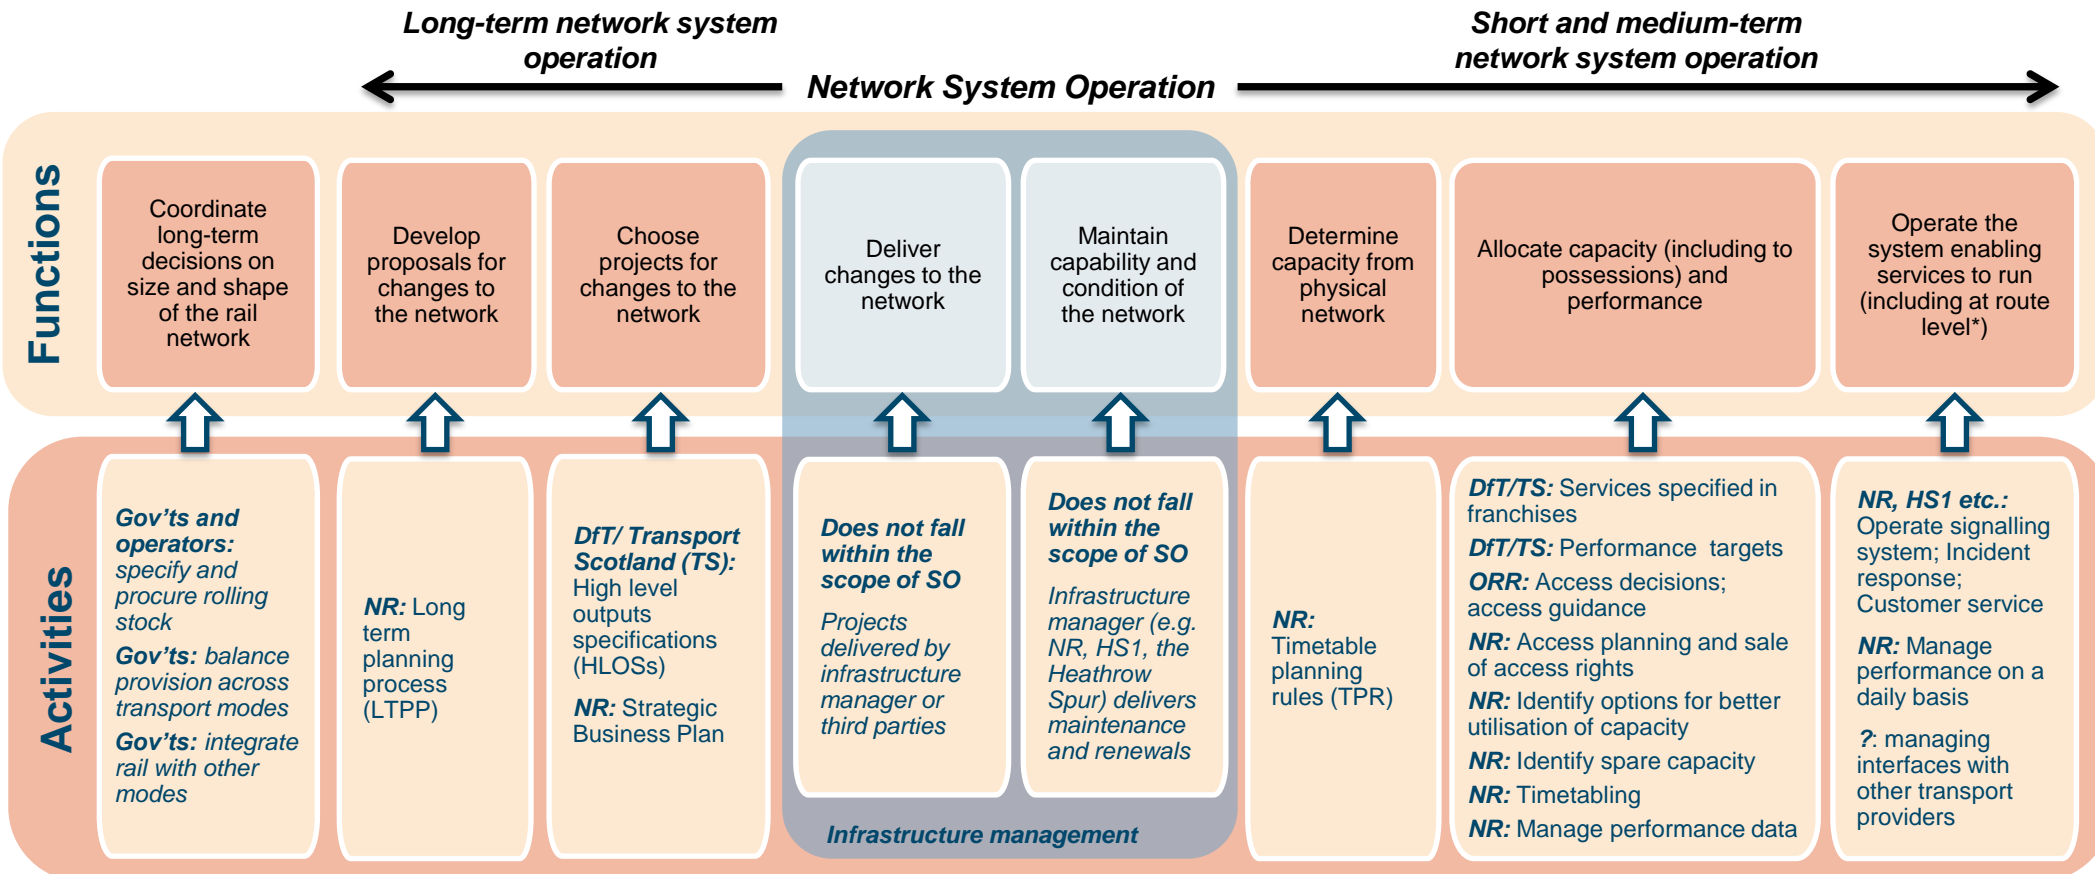 Long-term network system
operation
Short and medium-term
network system operation
Network System Operation
Functions
Coordinate
long-term
decisions on
size and shape
of the rail
network
Develop
proposals for
changes to
the network
Choose
projects for
changes to the
network
Deliver
changes to the
network
Maintain
capability and
condition of
the network
Determine
capacity from
physical
network
Allocate capacity (including to
possessions) and
performance
Operate the
system enabling
services to run
(including at route
level*)
Activities
Gov'ts and
operators:
specify and
procure rolling
stock
Gov'ts: balance
provision across
transport modes
Gov'ts: integrate
rail with other
modes
NR: Long
term
planning
process
(LTPP)
DfT/ Transport
Scotland (TS):
High level
outputs
specifications
(HLOSs)
NR: Strategic
Business Plan
Does not fall
within the
scope of SO
Projects
delivered by
infrastructure
manager or
third parties
Does not fall
within the
scope of SO
Infrastructure
manager (e.g.
NR, HS1, the
Heathrow
Spur) delivers
maintenance
and renewals
Infrastructure management
NR:
Timetable
planning
rules (TPR)
DfT/TS: Services specified in
franchises
DfT/TS: Performance targets
ORR: Access decisions;
access guidance
NR: Access planning and sale
of access rights
NR: Identify options for better
utilisation of capacity
NR: Identify spare capacity
NR: Timetabling
NR: Manage performance data
NR, HS1 etc.:
Operate signalling
system; Incident
response;
Customer service
NR: Manage
performance on a
daily basis
?: managing
interfaces with
other transport
providers